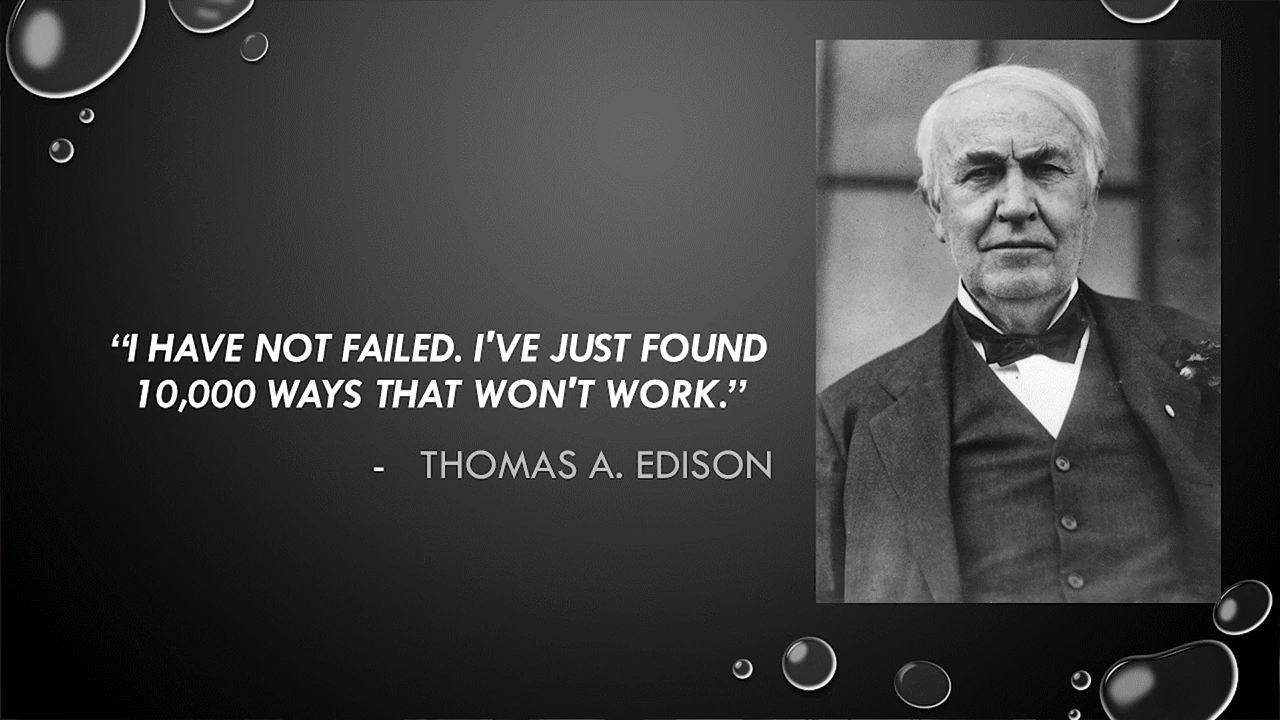 “I HAVE NOT FAILED. I'VE JUST FOUND
10,000 WAYS THAT WON'T WORK.”
- THOMAS A. EDISON